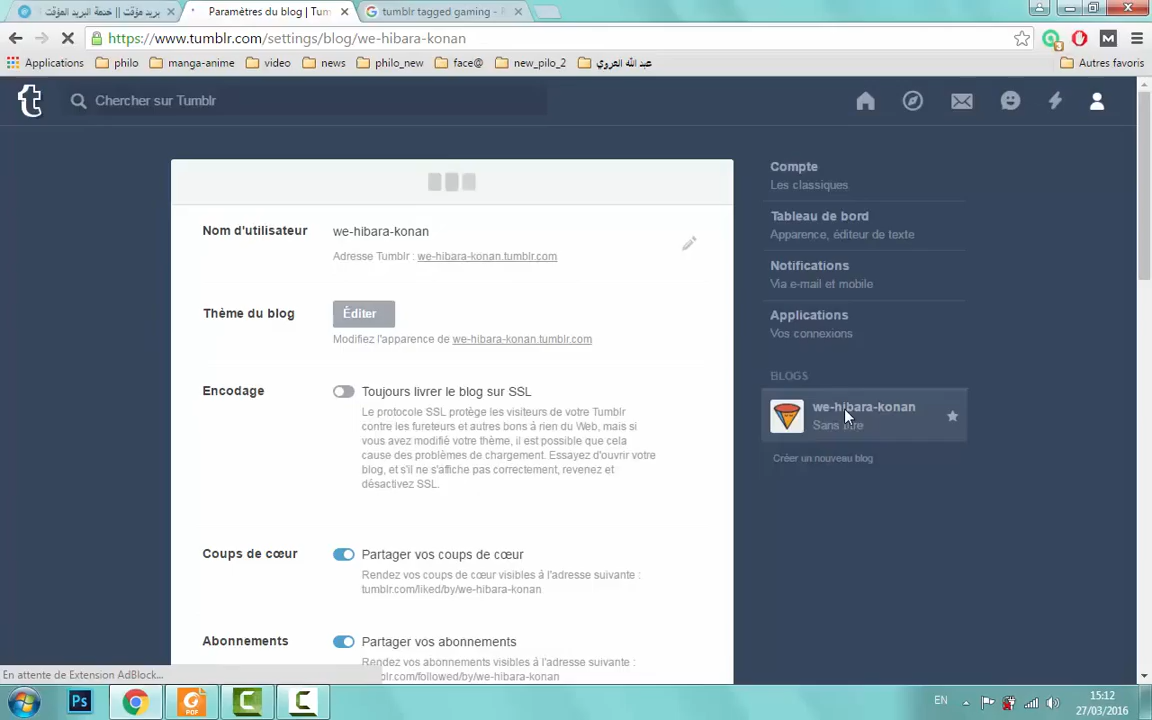 بريد مؤقت || خدمة البريد المؤقت
Paramètres du blog | Tum
tumblr tagged gaming -
https://www.tumblr.com/settings/blog/we-hibara-konan
Applications
philo
manga-anime
video
news
philo_new
face@
new_pilo_2
عبد الله العروي
Autres favoris
Chercher sur Tumblr
Nom d'utilisateur
we-hibara-konan
Adresse Tumblr : we-hibara-konan.tumblr.com
Thème du blog
Éditer
Modifiez l'apparence de we-hibara-konan.tumblr.com
Encodage
Toujours livrer le blog sur SSL
Le protocole SSL protège les visiteurs de votre Tumblr
contre les fureteurs et autres bons à rien du Web, mais si
vous avez modifié votre thème, il est possible que cela
cause des problèmes de chargement. Essayez d'ouvrir votre
blog, et s'il ne s'affiche pas correctement, revenez et
désactivez SSL.
Coups de cœur
Partager vos coups de cœur
Rendez vos coups de cœur visibles à l'adresse suivante :
tumblr.com/liked/by/we-hibara-konan
Abonnements
Partager vos abonnements
Rendez vos abonnements visibles à l'adresse suivante :
blr.com/followed/by/we-hibara-konan
Compte
Les classiques
Tableau de bord
Apparence, éditeur de texte
Notifications
Via e-mail et mobile
Applications
Vos connexions
BLOGS
we-hibara-konan
Sans titre
Créer un nouveau blog
En attente de Extension AdBlock...
Ps
PDF
EN
15:12
27/03/2016